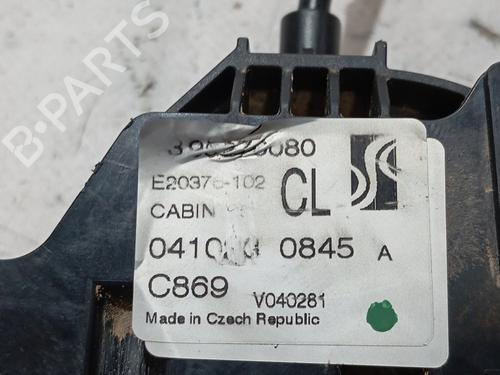 B-PARTS
E20376-102
CL
CABIN
0845 A
C869 V040281
Made in Czech Republic